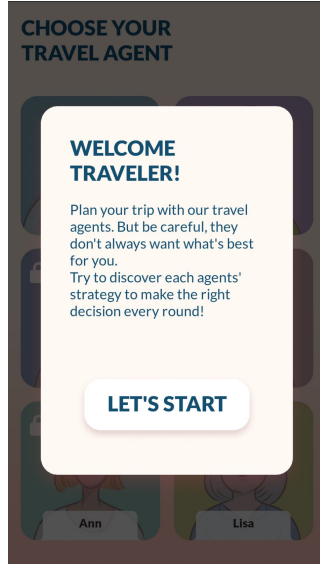 CHOOSE YOUR
TRAVEL AGENT
WELCOME
TRAVELER!
Plan your trip with our travel
agents. But be careful, they
don't always want what's best
for you.
Try to discover each agents'
strategy to make the right
decision every round!
LET'S START
Ann
Lisa